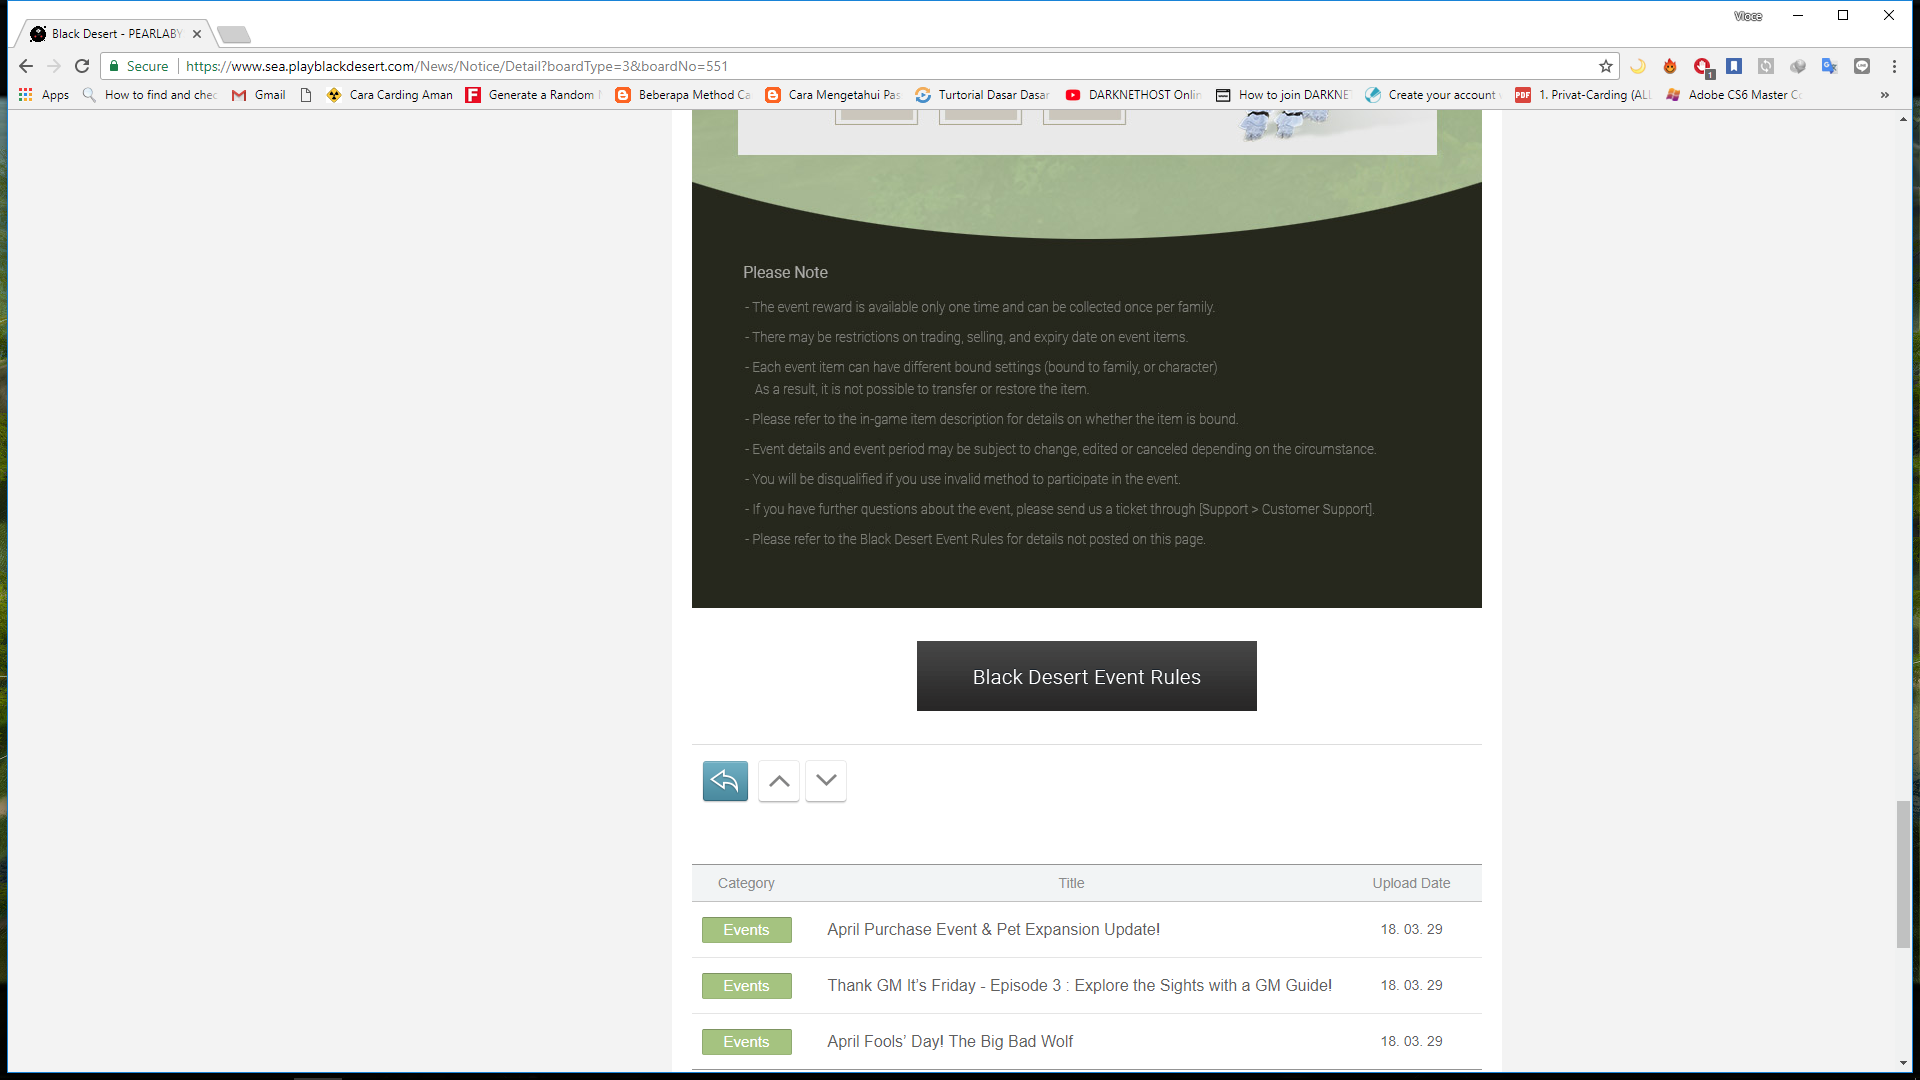 Vloce
Black Desert - PEARLABY
Secure
https://www.sea.playblackdesert.com/News/Notice/Detail?boardType=3&boardNo=551
1
Apps
How to find and chec
Gmail
Cara Carding Aman
Generate a Random
Beberapa Method Ca
Cara Mengetahui Pas
Turtorial Dasar Dasar
DARKNETHOST Onlin
How to join DARKNE
Create your account
PDF
1. Privat-Carding (ALL
Adobe CS6 Master Co
»
Please Note
- The event reward is available only one time and can be collected once per family.
- There may be restrictions on trading, selling, and expiry date on event items.
- Each event item can have different bound settings (bound to family, or character)
As a result, it is not possible to transfer or restore the item.
- Please refer to the in-game item description for details on whether the item is bound.
- Event details and event period may be subject to change, edited or canceled depending on the circumstance.
- You will be disqualified if you use invalid method to participate in the event.
- If you have further questions about the event, please send us a ticket through [Support > Customer Support].
- Please refer to the Black Desert Event Rules for details not posted on this page.
Black Desert Event Rules
Category Title Upload Date
Events April Purchase Event & Pet Expansion Update! 18. 03. 29
Events Thank GM It's Friday - Episode 3 : Explore the Sights with a GM Guide! 18. 03. 29
Events April Fools’ Day! The Big Bad Wolf 18. 03. 29